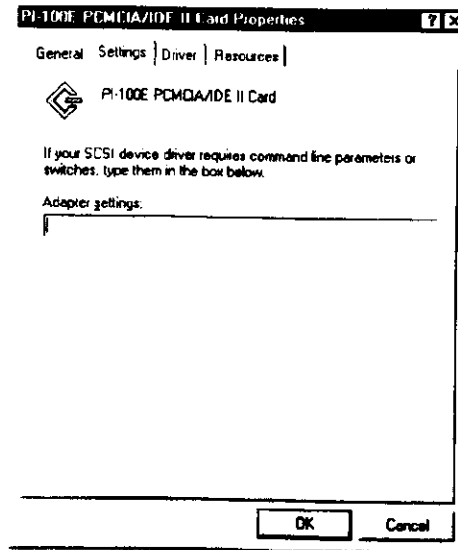 PI-100E PCMCIA/IDE II Card Properties
General Settings Driver Resources
PI-100E PCMCIA/IDE II Card
If your SCSI device driver requires command line parameters or
switches, type them in the box below.
Adapter settings:
OK Cancel